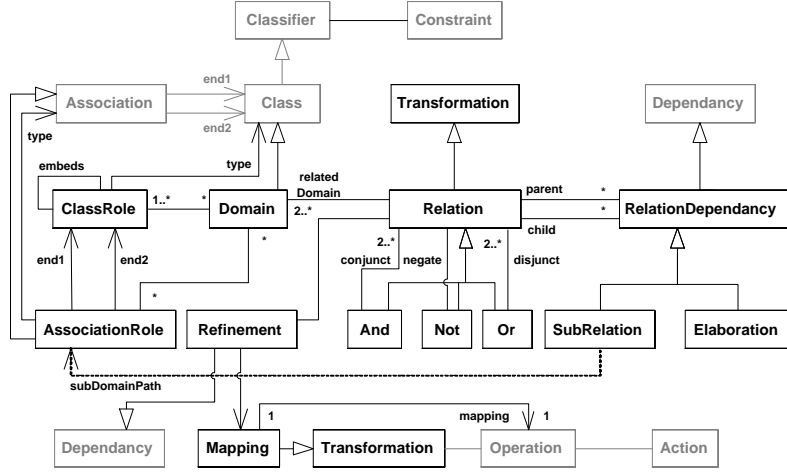 Classifier
Constraint
end1
Association
Class
Transformation
Dependancy
end2
type
type
embeds
related
Domain
parent
*
1..*
*
2..*
ClassRole
Domain
Relation
RelationDependancy
*
*
child
2..*
2..*
end1
end2
conjunct
negate
disjunct
*
AssociationRole
Refinement
And
Not
Or
SubRelation
Elaboration
subDomainPath
1
mapping
1
Dependancy
Mapping
Transformation
Operation
Action